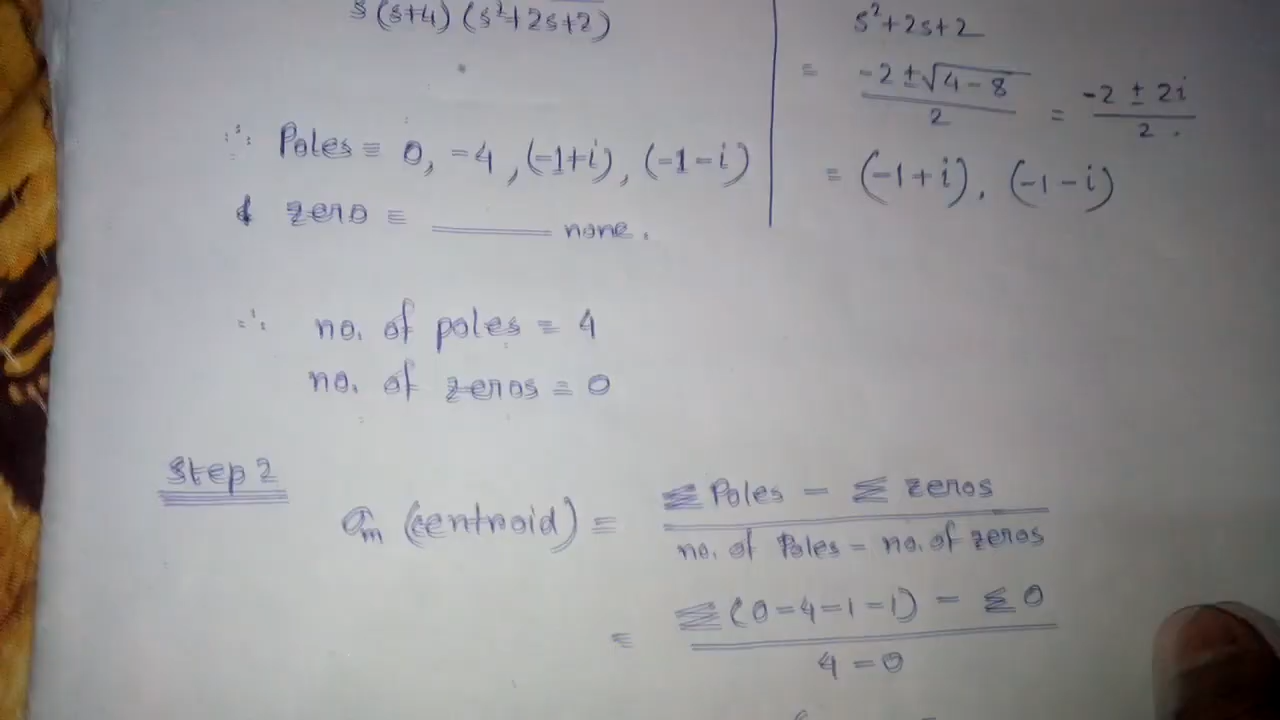 s(s+4)(s²+2s+2)
∴ Poles = 0, -4, (-1+i), (-1-i)
& zero = ____ none.
s²+2s+2
= -2 ± √4-8 / 2 = -2 ± 2i / 2.
= (-1+i), (-1-i)
∴ no. of poles = 4
no. of zeros = 0
Step 2
σm (centroid) = Σ Poles - Σ zeros / no. of Poles - no. of zeros
= Σ(0-4-1-1) - Σ0 / 4-0